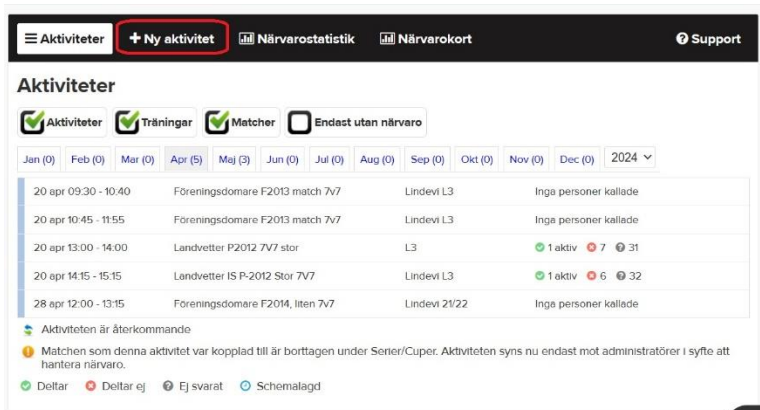 Aktiviteter + Ny aktivitet Närvarostatistik Närvarokort Support
Aktiviteter
Aktiviteter Träningar Matcher Endast utan närvaro
Jan (0) Feb (0) Mar (0) Apr (5) Maj (3) Jun (0) Jul (0) Aug (0) Sep (0) Okt (0) Nov (0) Dec (0) 2024
20 apr 09:30 - 10:40 Föreningsdomare F2013 match 7v7 Lindevi L3 Inga personer kallade
20 apr 10:45 - 11:55 Föreningsdomare F2013 match 7v7 Lindevi L3 Inga personer kallade
20 apr 13:00 - 14:00 Landvetter P2012 7V7 stor L3 1 aktiv 7 31
20 apr 14:15 - 15:15 Landvetter IS P-2012 Stor 7V7 Lindevi L3 1 aktiv 6 32
28 apr 12:00 - 13:15 Föreningsdomare F2014, liten 7v7 Lindevi 21/22 Inga personer kallade
Aktiviteten är återkommande
Matchen som denna aktivitet var kopplad till är borttagen under Serier/Cuper. Aktiviteten syns nu endast mot administratörer i syfte att
hantera närvaro.
Deltar Deltar ej Ej svarat Schemalagd